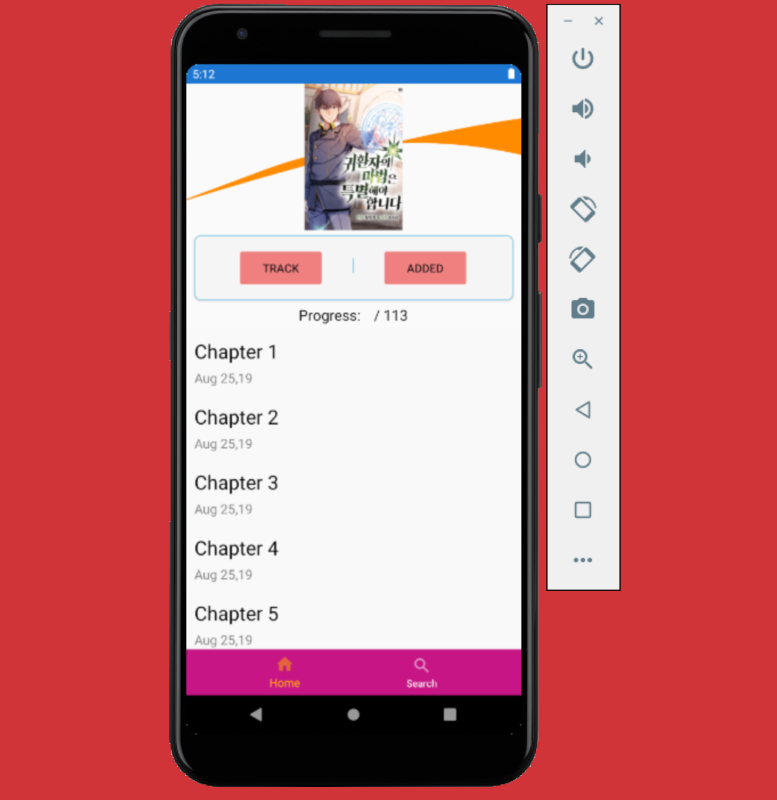 5:12
귀환자의
마법은
특별해야
합니다
TRACK
ADDED
Progress: / 113
Chapter 1
Aug 25,19
Chapter 2
Aug 25,19
Chapter 3
Aug 25,19
Chapter 4
Aug 25,19
Chapter 5
Aug 25,19
Home
Search